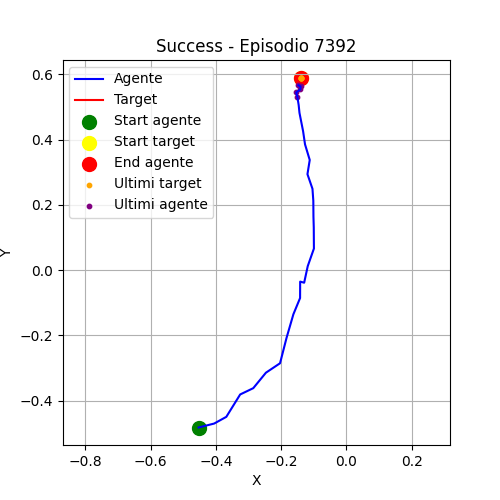 Success - Episodio 7392
Agente
Target
Start agente
Start target
End agente
Ultimi target
Ultimi agente
0.6
0.4
0.2
0.0
−0.2
−0.4
Y
−0.8
−0.6
−0.4
−0.2
0.0
0.2
X